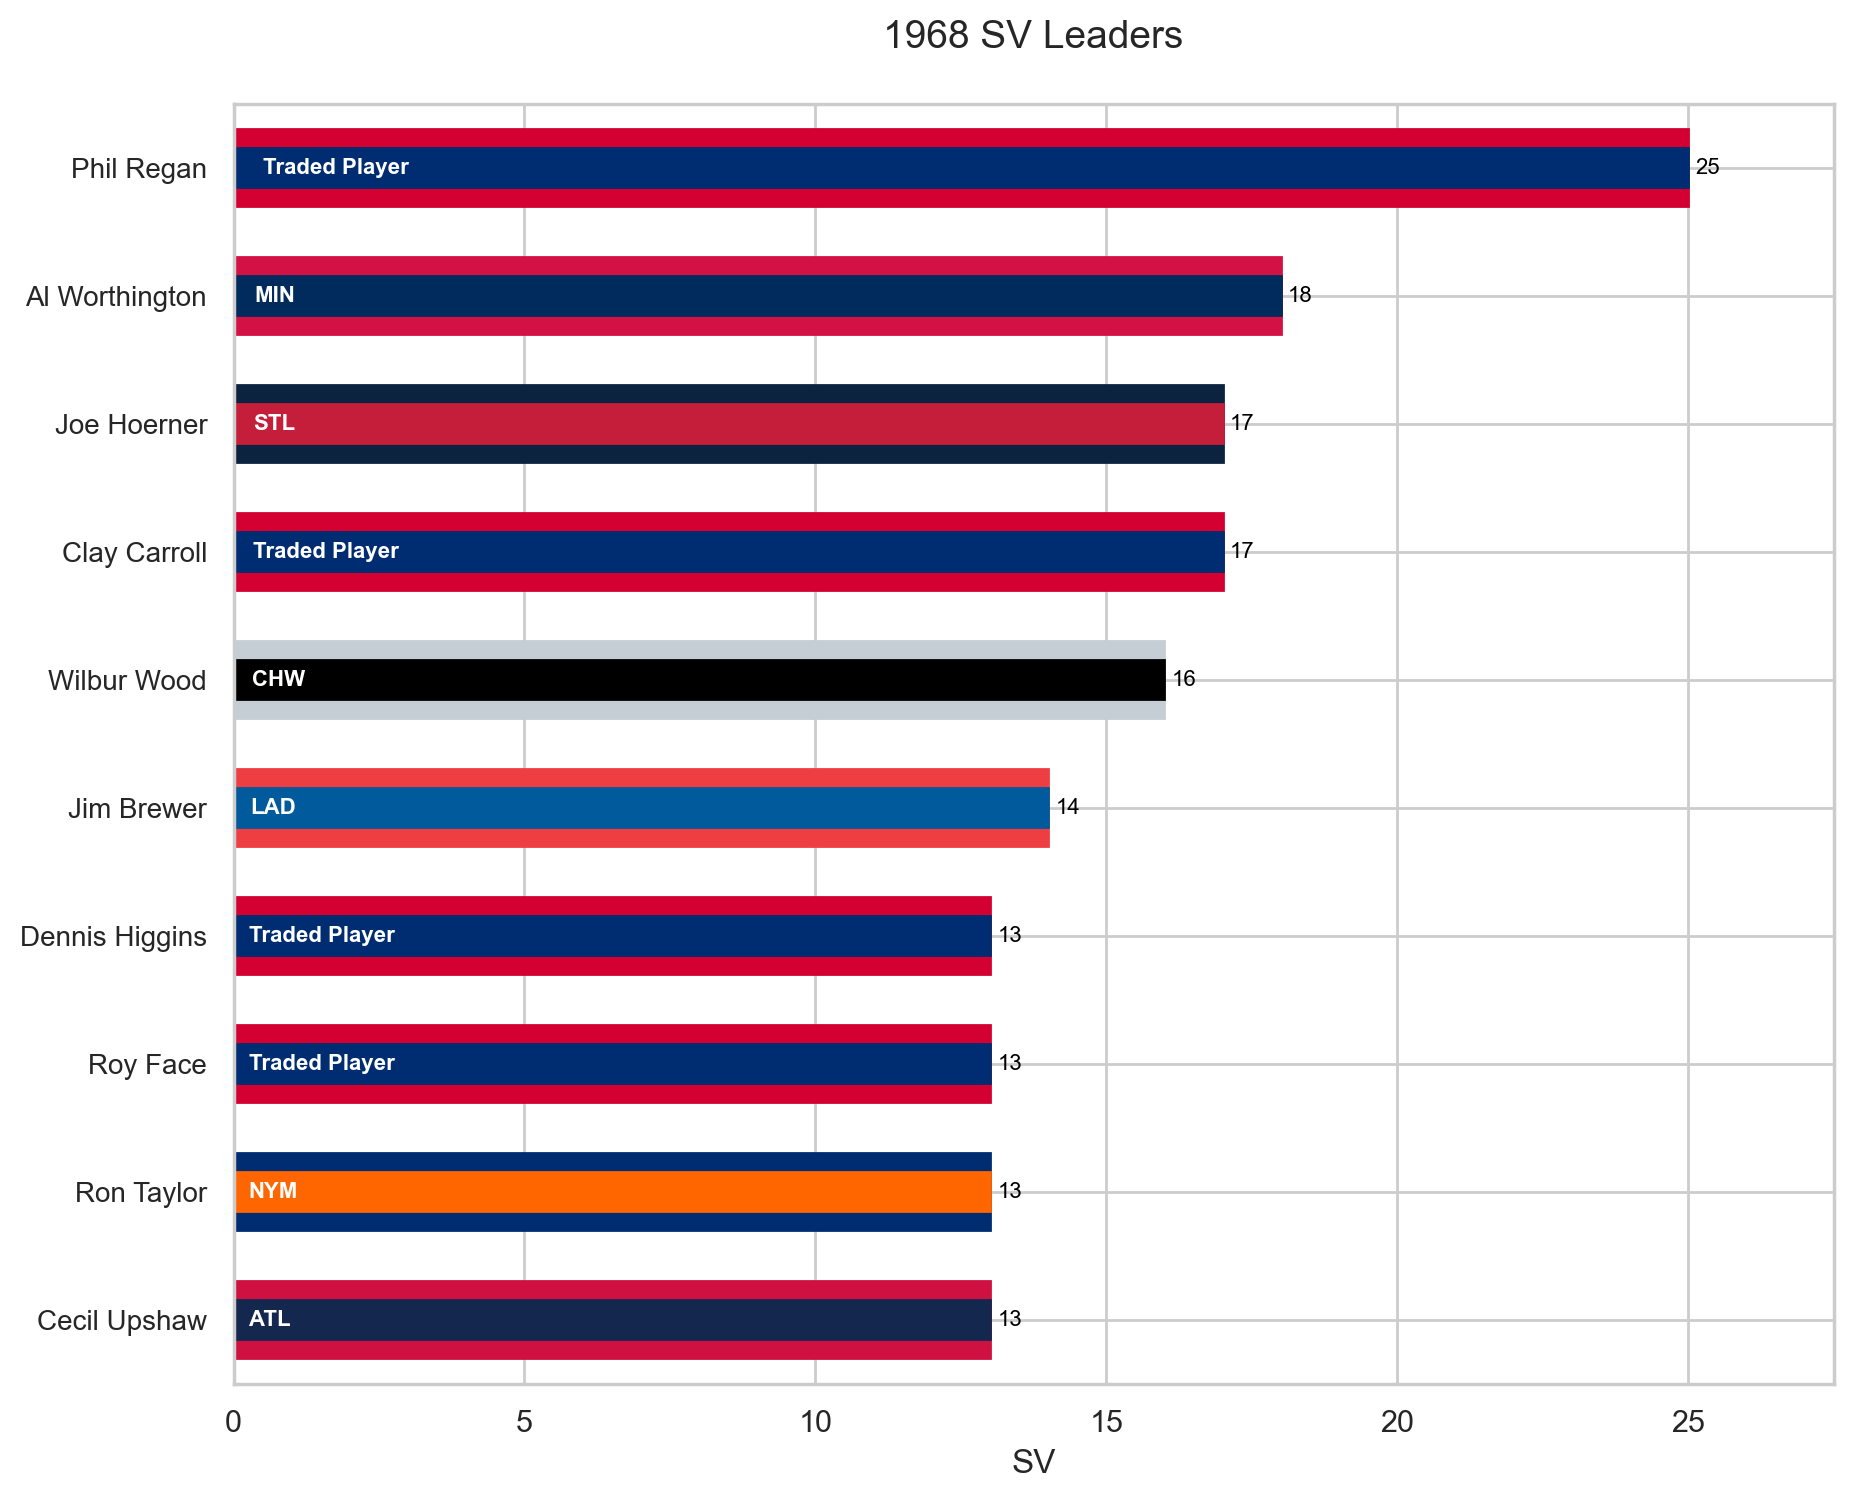 1968 SV Leaders
Phil Regan Traded Player 25
Al Worthington MIN 18
Joe Hoerner STL 17
Clay Carroll Traded Player 17
Wilbur Wood CHW 16
Jim Brewer LAD 14
Dennis Higgins Traded Player 13
Roy Face Traded Player 13
Ron Taylor NYM 13
Cecil Upshaw ATL 13
0 5 10 15 20 25
SV